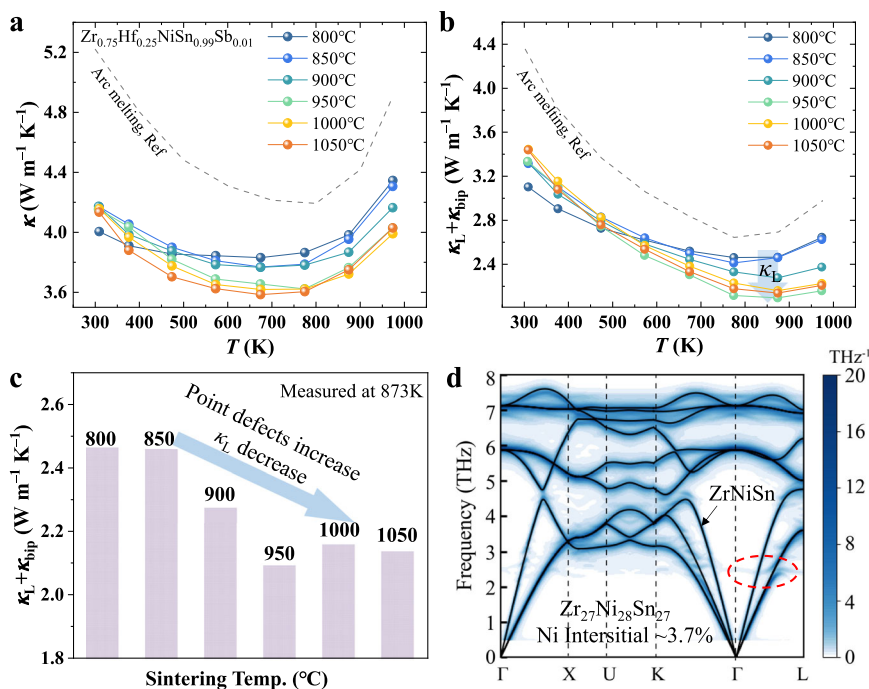 a
Zr0.75Hf0.25NiSn0.99Sb0.01
800℃
850℃
900℃
950℃
1000℃
1050℃
Arc melting, Ref
5.2
4.8
4.4
4.0
3.6
κ (W m⁻¹ K⁻¹)
300 400 500 600 700 800 900 1000
T (K)
b
800℃
850℃
900℃
950℃
1000℃
1050℃
Arc melting, Ref
κL
4.4
4.0
3.6
3.2
2.8
2.4
κL+κbip (W m⁻¹ K⁻¹)
300 400 500 600 700 800 900 1000
T (K)
c
Measured at 873K
Point defects increase
κL decrease
800
850
900
950
1000
1050
2.6
2.4
2.2
2.0
1.8
κL+κbip (W m⁻¹ K⁻¹)
Sintering Temp. (℃)
d
THz⁻¹
20
16
12
8
4
0
8
7
6
5
4
3
2
1
0
Frequency (THz)
ZrNiSn
Zr27Ni28Sn27
Ni Intersitial ~3.7%
Γ X U K Γ L